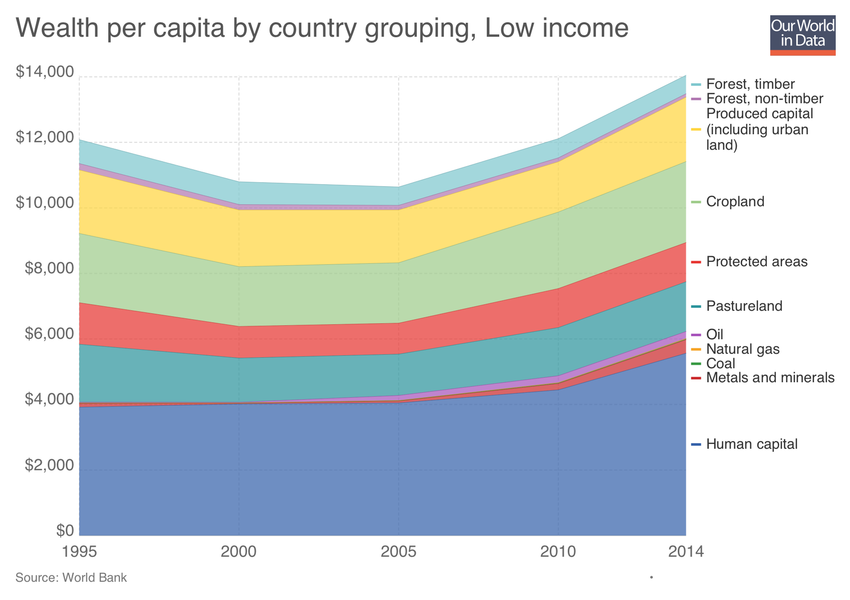 Wealth per capita by country grouping, Low income
Our World
in Data
$14,000
$12,000
$10,000
$8,000
$6,000
$4,000
$2,000
$0
1995
2000
2005
2010
2014
Forest, timber
Forest, non-timber
Produced capital
(including urban
land)
Cropland
Protected areas
Pastureland
Oil
Natural gas
Coal
Metals and minerals
Human capital
Source: World Bank